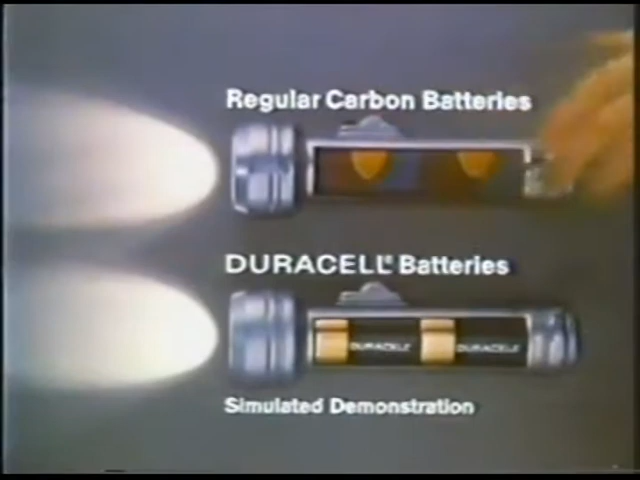 Regular Carbon Batteries
DURACELL® Batteries
DURACELL DURACELL
Simulated Demonstration